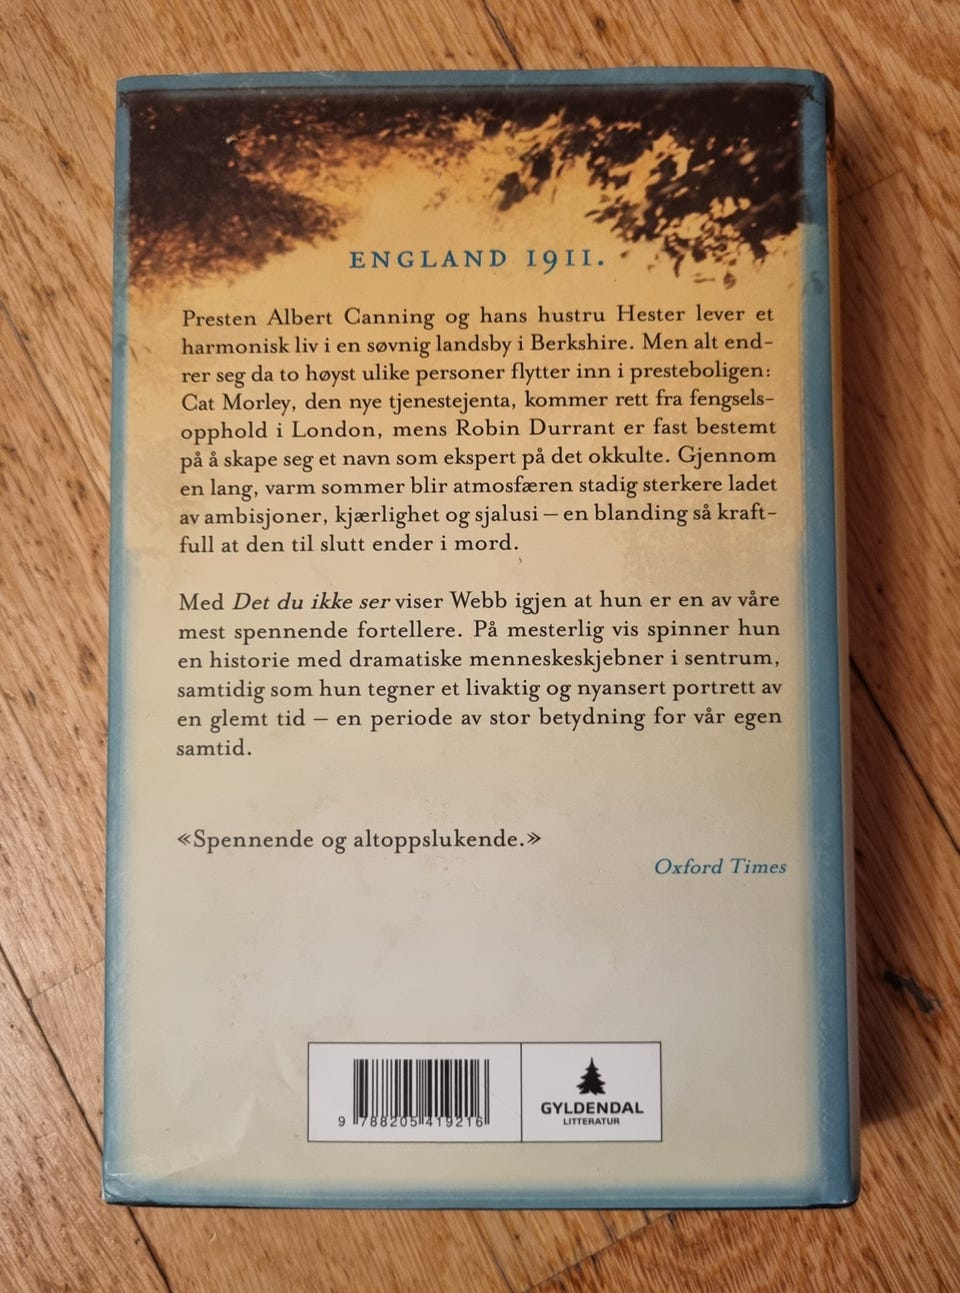 ENGLAND 1911.
Presten Albert Canning og hans hustru Hester lever et
harmonisk liv i en søvnig landsby i Berkshire. Men alt end-
rer seg da to høyst ulike personer flytter inn i presteboligen:
Cat Morley, den nye tjenestejenta, kommer rett fra fengsels-
opphold i London, mens Robin Durrant er fast bestemt
på å skape seg et navn som ekspert på det okkulte. Gjennom
en lang, varm sommer blir atmosfæren stadig sterkere ladet
av ambisjoner, kjærlighet og sjalusi – en blanding så kraft-
full at den til slutt ender i mord.
Med Det du ikke ser viser Webb igjen at hun er en av våre
mest spennende fortellere. På mesterlig vis spinner hun
en historie med dramatiske menneskeskjebner i sentrum,
samtidig som hun tegner et livaktig og nyansert portrett av
en glemt tid – en periode av stor betydning for vår egen
samtid.
«Spennende og altoppslukende.»
Oxford Times
9 788205 419216
GYLDENDAL
LITTERATUR